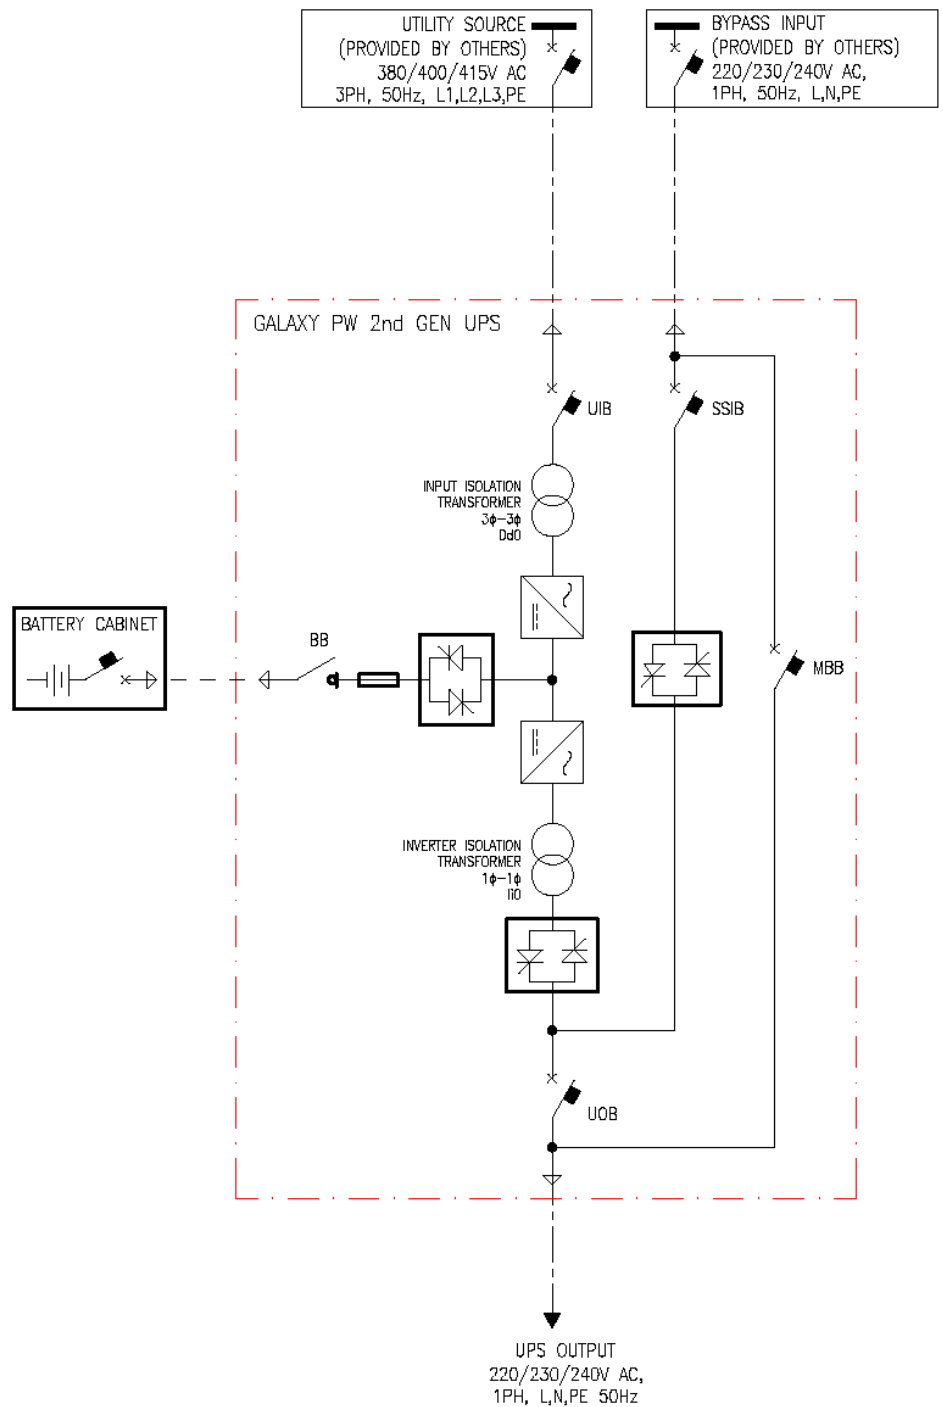 UTILITY SOURCE
(PROVIDED BY OTHERS)
380/400/415V AC
3PH, 50Hz, L1,L2,L3,PE
BYPASS INPUT
(PROVIDED BY OTHERS)
220/230/240V AC,
1PH, 50Hz, L,N,PE
GALAXY PW 2nd GEN UPS
UIB
SSIB
INPUT ISOLATION
TRANSFORMER
3ϕ-3ϕ
Dd0
BATTERY CABINET
BB
MBB
INVERTER ISOLATION
TRANSFORMER
1ϕ-1ϕ
Ii0
UOB
UPS OUTPUT
220/230/240V AC,
1PH, L,N,PE 50Hz